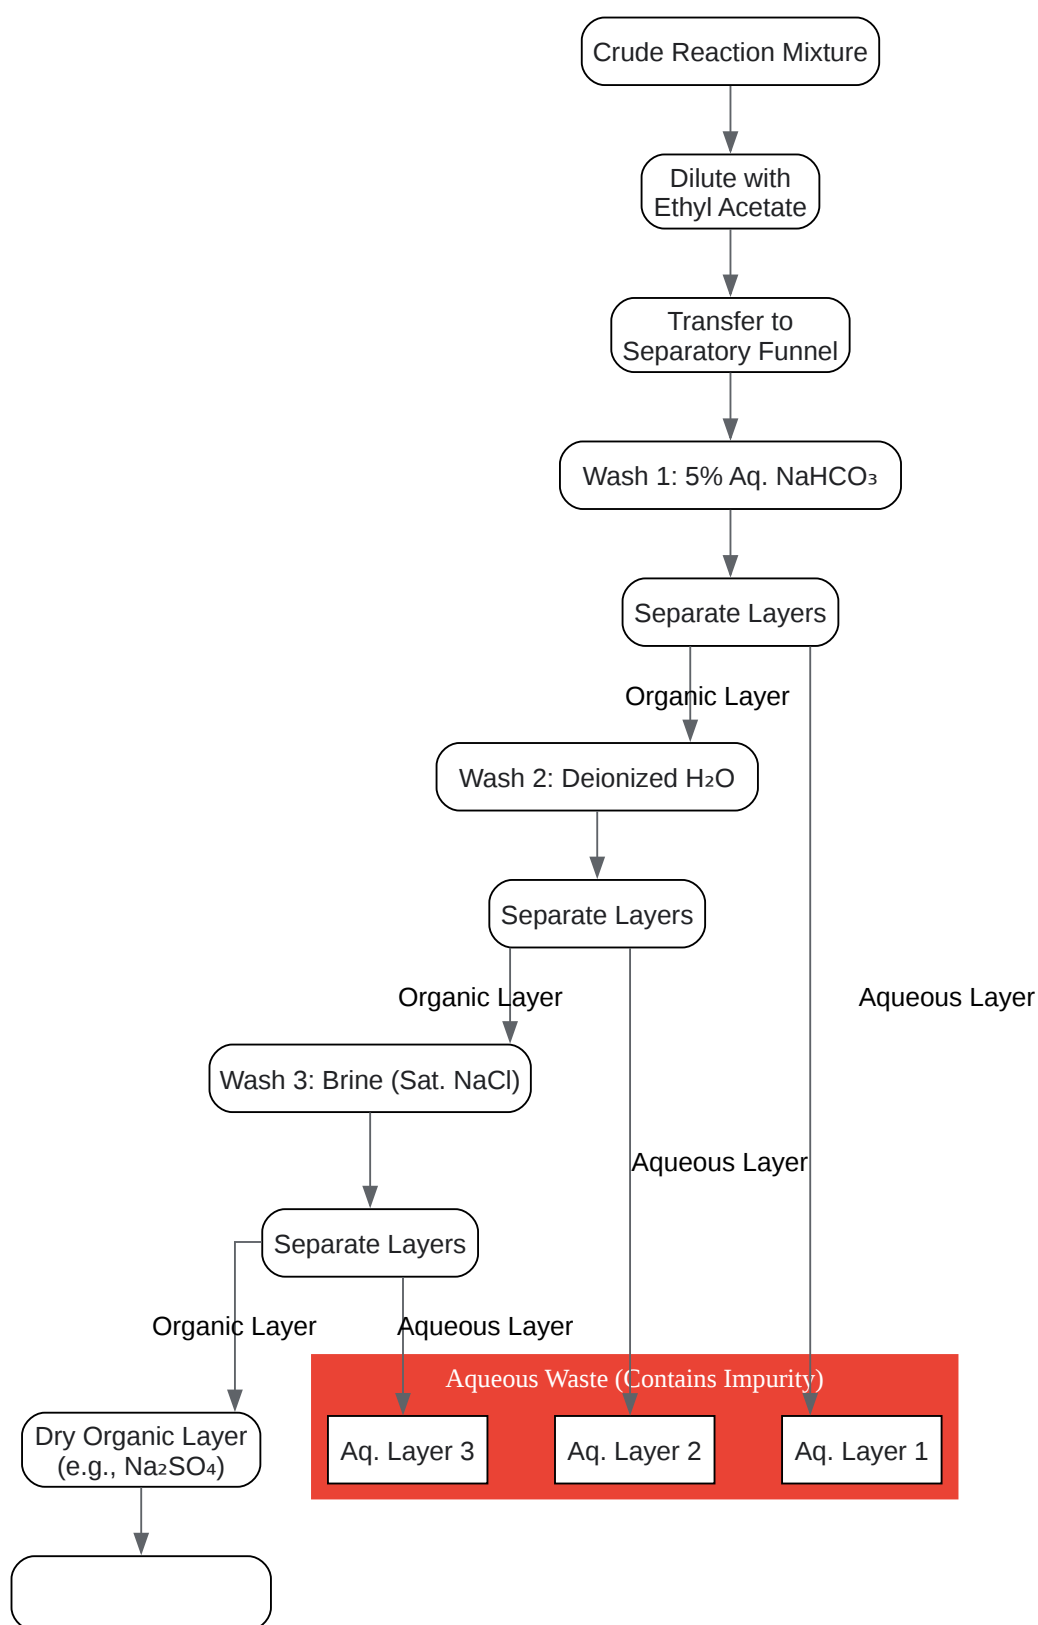 Crude Reaction Mixture
Dilute with
Ethyl Acetate
Transfer to
Separatory Funnel
Wash 1: 5% Aq. NaHCO₃
Separate Layers
Organic Layer
Wash 2: Deionized H₂O
Separate Layers
Organic Layer
Aqueous Layer
Wash 3: Brine (Sat. NaCl)
Aqueous Layer
Separate Layers
Organic Layer
Aqueous Layer
Aqueous Waste (Contains Impurity)
Dry Organic Layer
(e.g., Na₂SO₄)
Aq. Layer 3
Aq. Layer 2
Aq. Layer 1